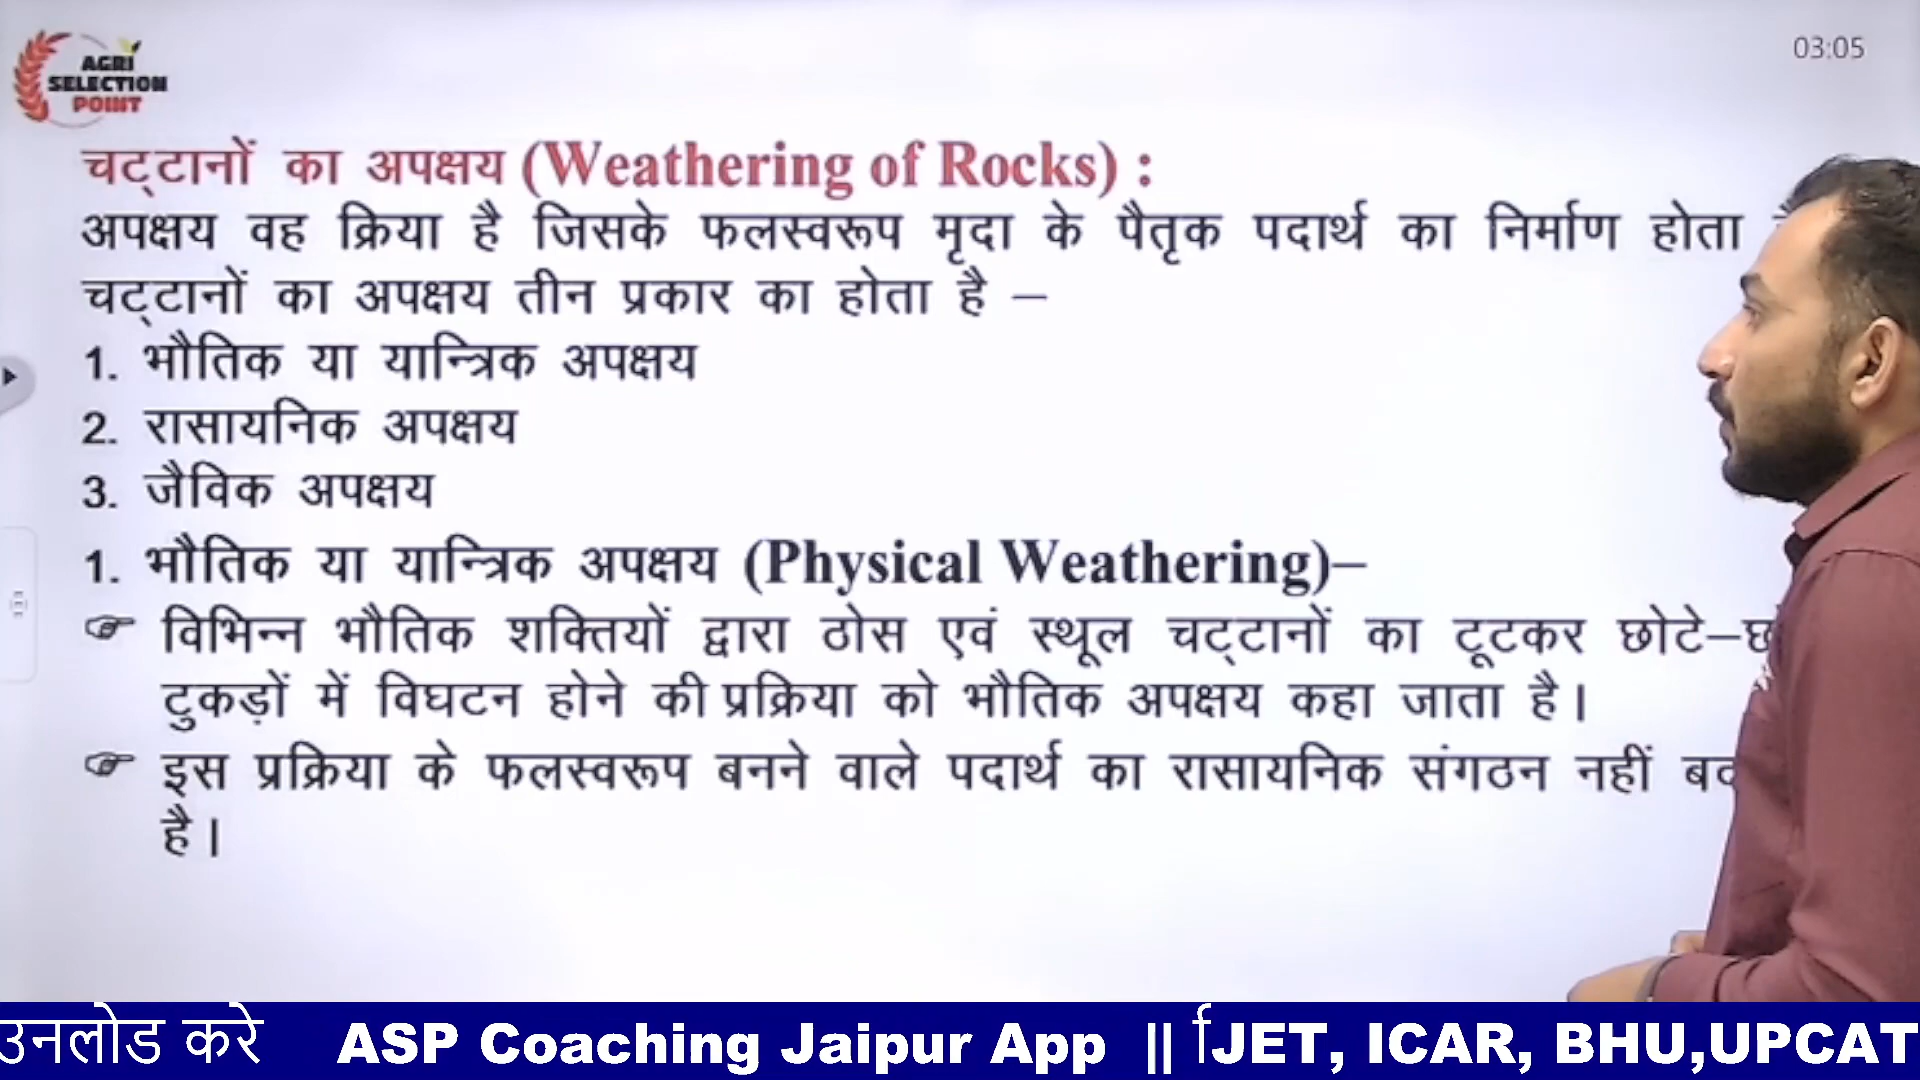 AGRI
SELECTION
POINT
03:05
चट्टानों का अपक्षय (Weathering of Rocks) :
अपक्षय वह क्रिया है जिसके फलस्वरूप मृदा के पैतृक पदार्थ का निर्माण होता
चट्टानों का अपक्षय तीन प्रकार का होता है –
1. भौतिक या यान्त्रिक अपक्षय
2. रासायनिक अपक्षय
3. जैविक अपक्षय
1. भौतिक या यान्त्रिक अपक्षय (Physical Weathering)–
☞ विभिन्न भौतिक शक्तियों द्वारा ठोस एवं स्थूल चट्टानों का टूटकर छोटे–
टुकड़ों में विघटन होने की प्रक्रिया को भौतिक अपक्षय कहा जाता है।
☞ इस प्रक्रिया के फलस्वरूप बनने वाले पदार्थ का रासायनिक संगठन नहीं
है।
उनलोड करे ASP Coaching Jaipur App || JET, ICAR, BHU,UPCAT